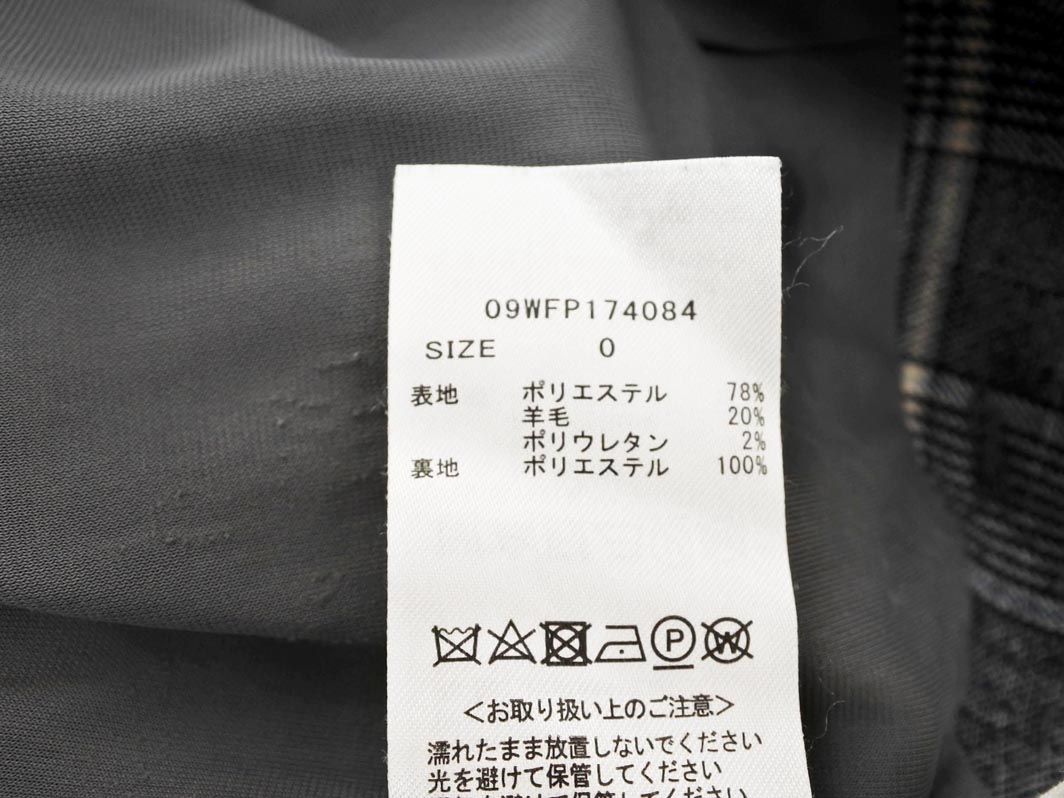 09WFP174084
SIZE 0
表地 ポリエステル 78%
羊毛 20%
ポリウレタン 2%
裏地 ポリエステル 100%
P W
<お取り扱い上のご注意>
濡れたまま放置しないでください
光を避けて保管してください